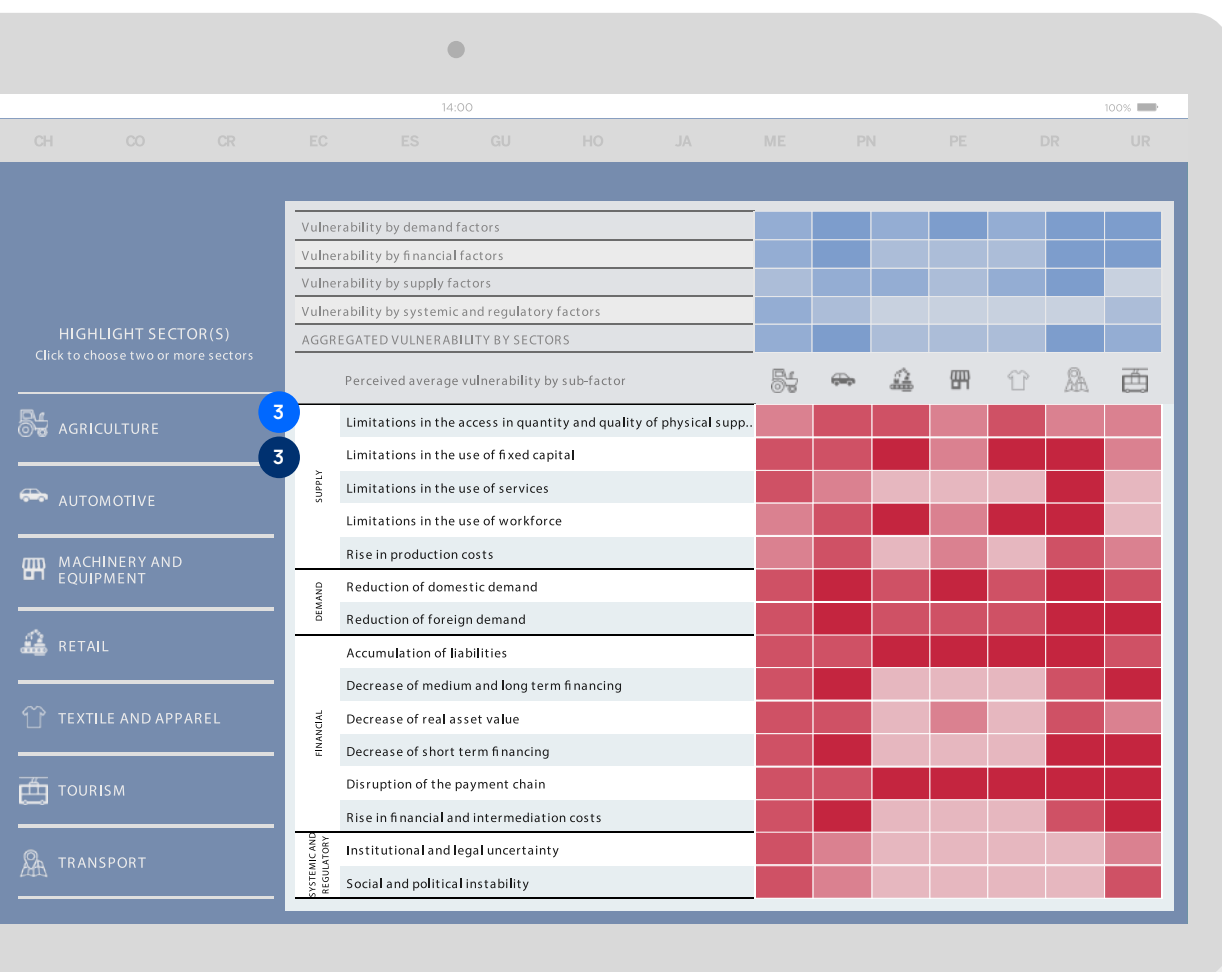 14:00
100%
CH CO CR EC ES GU HO JA ME PN PE DR UR
Vulnerability by demand factors
Vulnerability by financial factors
Vulnerability by supply factors
Vulnerability by systemic and regulatory factors
AGGREGATED VULNERABILITY BY SECTORS
Perceived average vulnerability by sub-factor
HIGHLIGHT SECTOR(S)
Click to choose two or more sectors
AGRICULTURE
AUTOMOTIVE
MACHINERY AND
EQUIPMENT
RETAIL
TEXTILE AND APPAREL
TOURISM
TRANSPORT
3
3
SUPPLY
Limitations in the access in quantity and quality of physical supp..
Limitations in the use of fixed capital
Limitations in the use of services
Limitations in the use of workforce
Rise in production costs
DEMAND
Reduction of domestic demand
Reduction of foreign demand
FINANCIAL
Accumulation of liabilities
Decrease of medium and long term financing
Decrease of real asset value
Decrease of short term financing
Disruption of the payment chain
Rise in financial and intermediation costs
SYSTEMIC AND
REGULATORY
Institutional and legal uncertainty
Social and political instability